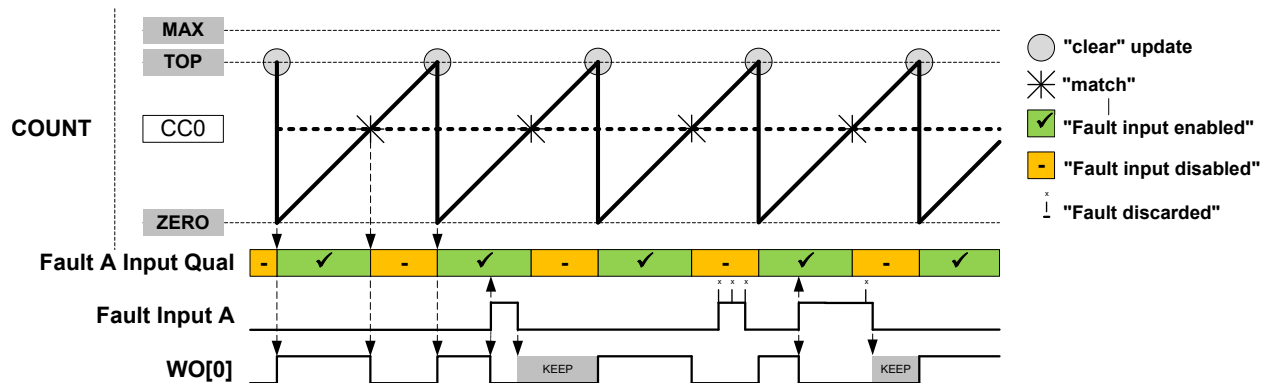 MAX
"clear" update
TOP
"match"
COUNT
CC0
✓ "Fault input enabled"
- "Fault input disabled"
x
"Fault discarded"
ZERO
Fault A Input Qual
- ✓ - ✓ - ✓ - ✓ - ✓
x x x x
Fault Input A
WO[0]
KEEP KEEP